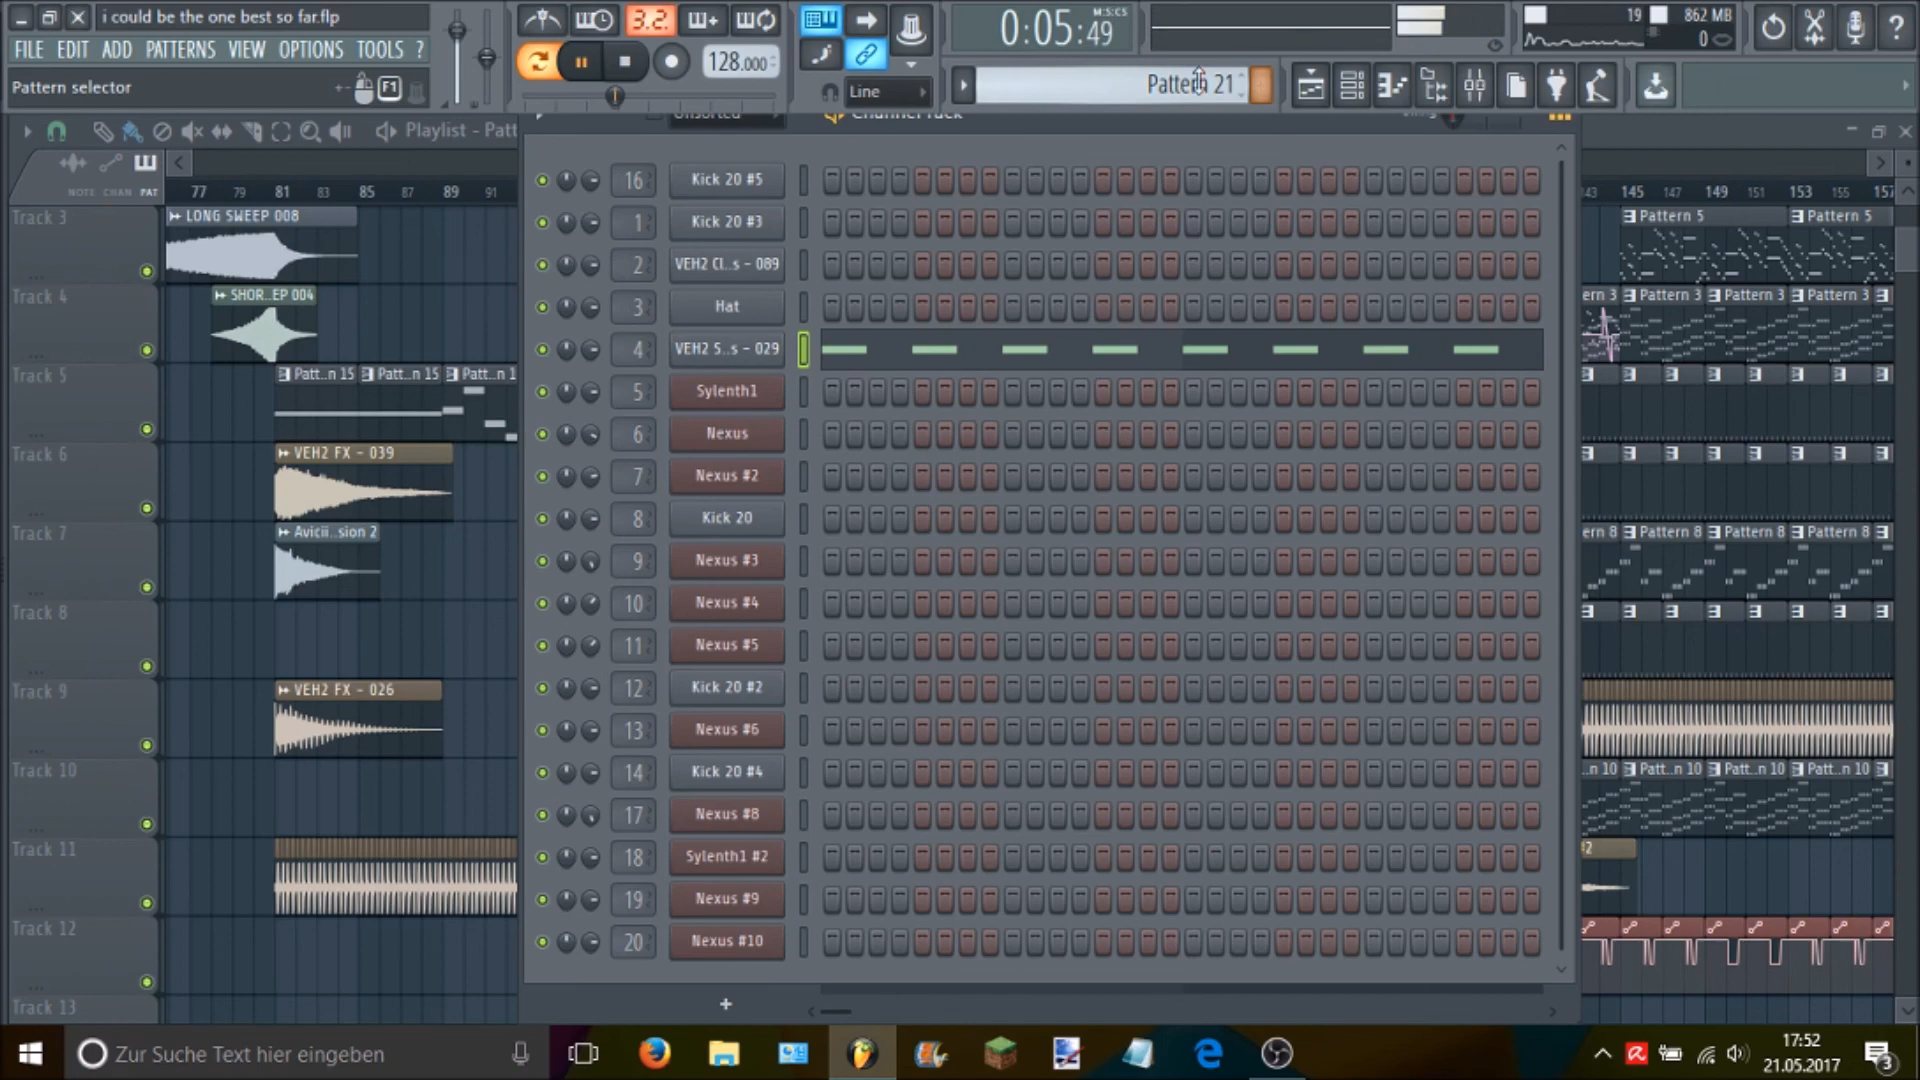 i could be the one best so far.flp
FILE EDIT ADD PATTERNS VIEW OPTIONS TOOLS ?
Pattern selector
F1
3.2.
128.000
Line
0:05:49
M:S:CS
Pattern 21
19
862 MB
0
Playlist - Patt
Unsorted
Channel rack
NOTE CHAN PAT
77 79 81 83 85 87 89 91
143 145 147 149 151 153 155 157
Track 3
LONG SWEEP 008
Track 4
SHOR..EP 004
Track 5
Patt..n 15 Patt..n 15 Patt..n 1
Track 6
VEH2 FX - 039
Track 7
Avicii..sion 2
Track 8
Track 9
VEH2 FX - 026
Track 10
Track 11
Track 12
Track 13
16 Kick 20 #5
1 Kick 20 #3
2 VEH2 Cl..s - 089
3 Hat
4 VEH2 S..s - 029
5 Sylenth1
6 Nexus
7 Nexus #2
8 Kick 20
9 Nexus #3
10 Nexus #4
11 Nexus #5
12 Kick 20 #2
13 Nexus #6
14 Kick 20 #4
17 Nexus #8
18 Sylenth1 #2
19 Nexus #9
20 Nexus #10
+
Pattern 5 Pattern 5
ern 3 Pattern 3 Pattern 3 Pattern 3
ern 8 Pattern 8 Pattern 8 Pattern 8
..n 10 Patt..n 10 Patt..n 10
#2
Zur Suche Text hier eingeben
17:52
21.05.2017
3